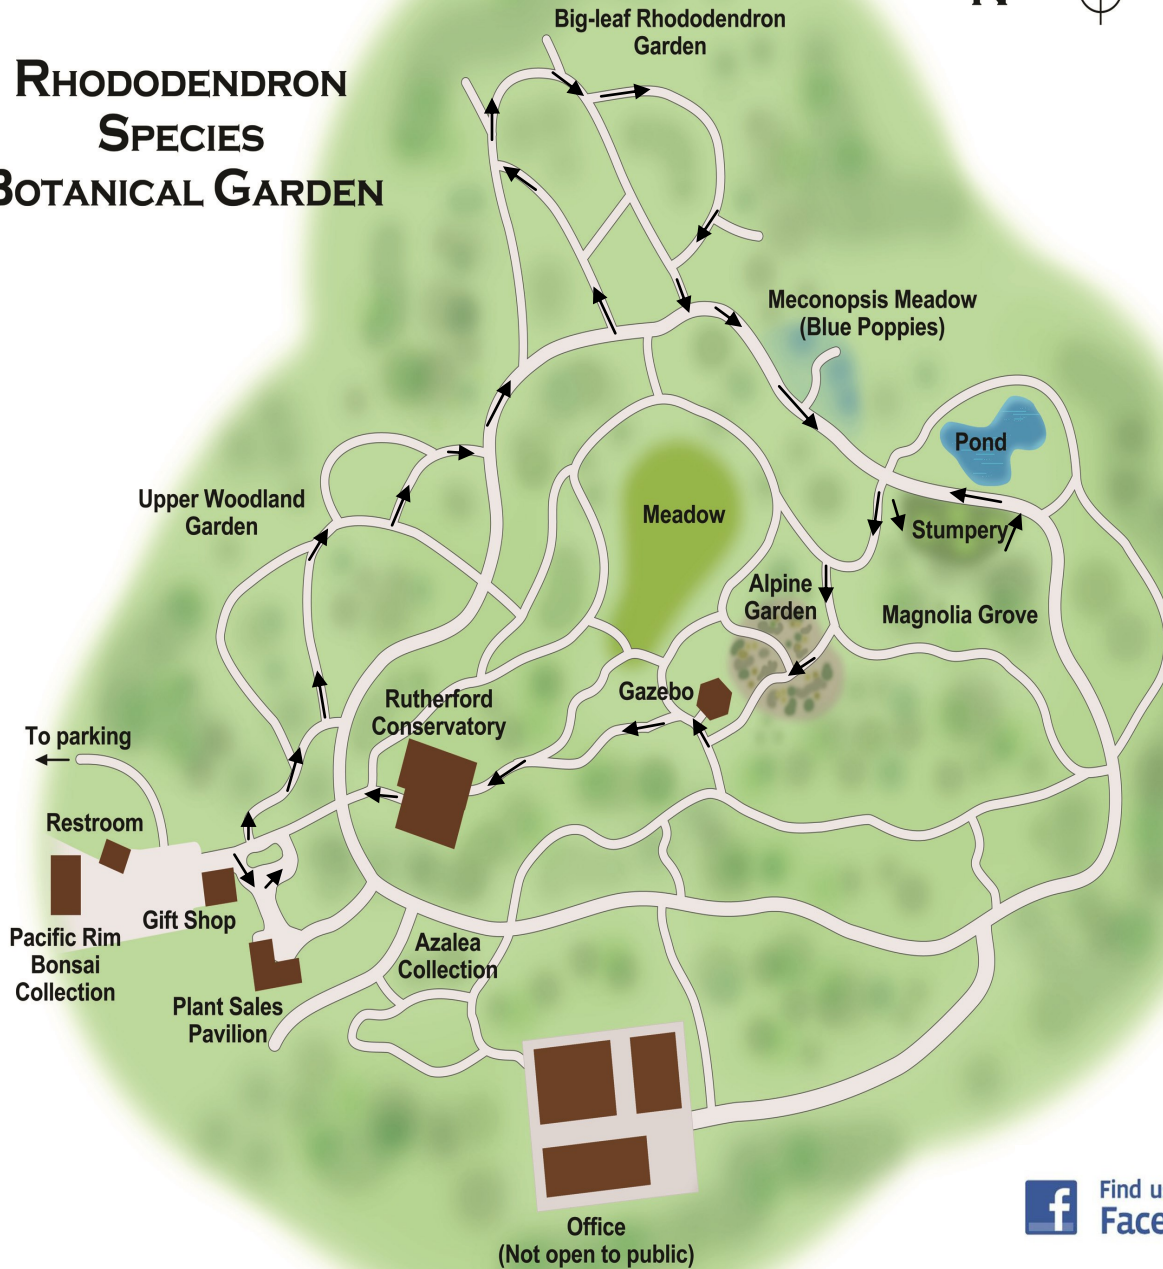 Big-leaf Rhododendron
Garden
RHODODENDRON
SPECIES
BOTANICAL GARDEN
Meconopsis Meadow
(Blue Poppies)
Pond
Upper Woodland
Garden
Meadow
Stumpery
Alpine
Garden
Magnolia Grove
Gazebo
Rutherford
Conservatory
To parking
Restroom
Gift Shop
Pacific Rim
Bonsai
Collection
Azalea
Collection
Plant Sales
Pavilion
f
Find u
Face
Office
(Not open to public)